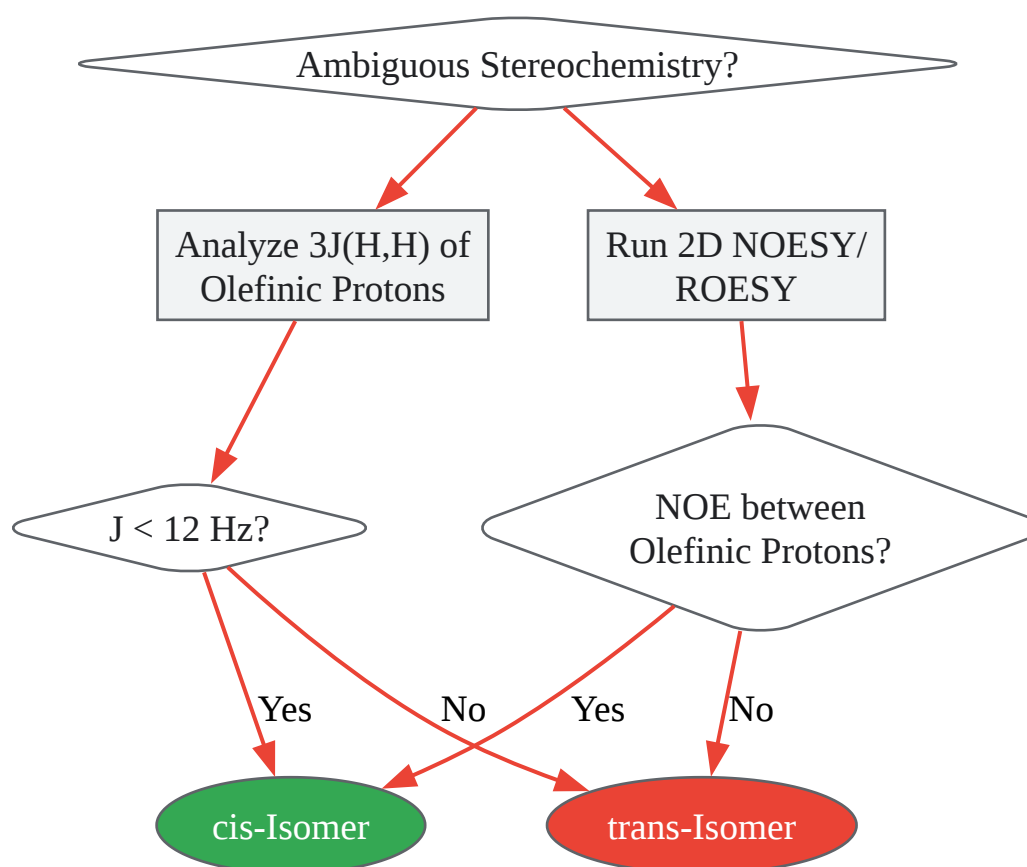 Ambiguous Stereochemistry?
Analyze 3J(H,H) of
Olefinic Protons
Run 2D NOESY/
ROESY
J < 12 Hz?
NOE between
Olefinic Protons?
Yes
No
Yes
No
cis-Isomer
trans-Isomer